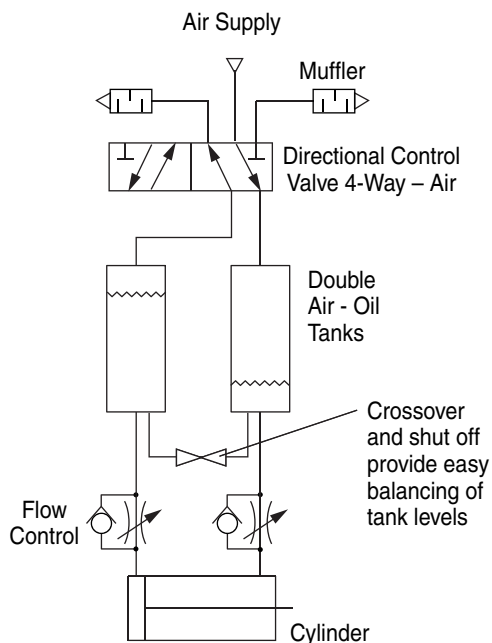 Air Supply
Muffler
Directional Control
Valve 4-Way – Air
Double
Air - Oil
Tanks
Crossover
and shut off
provide easy
balancing of
tank levels
Flow
Control
Cylinder